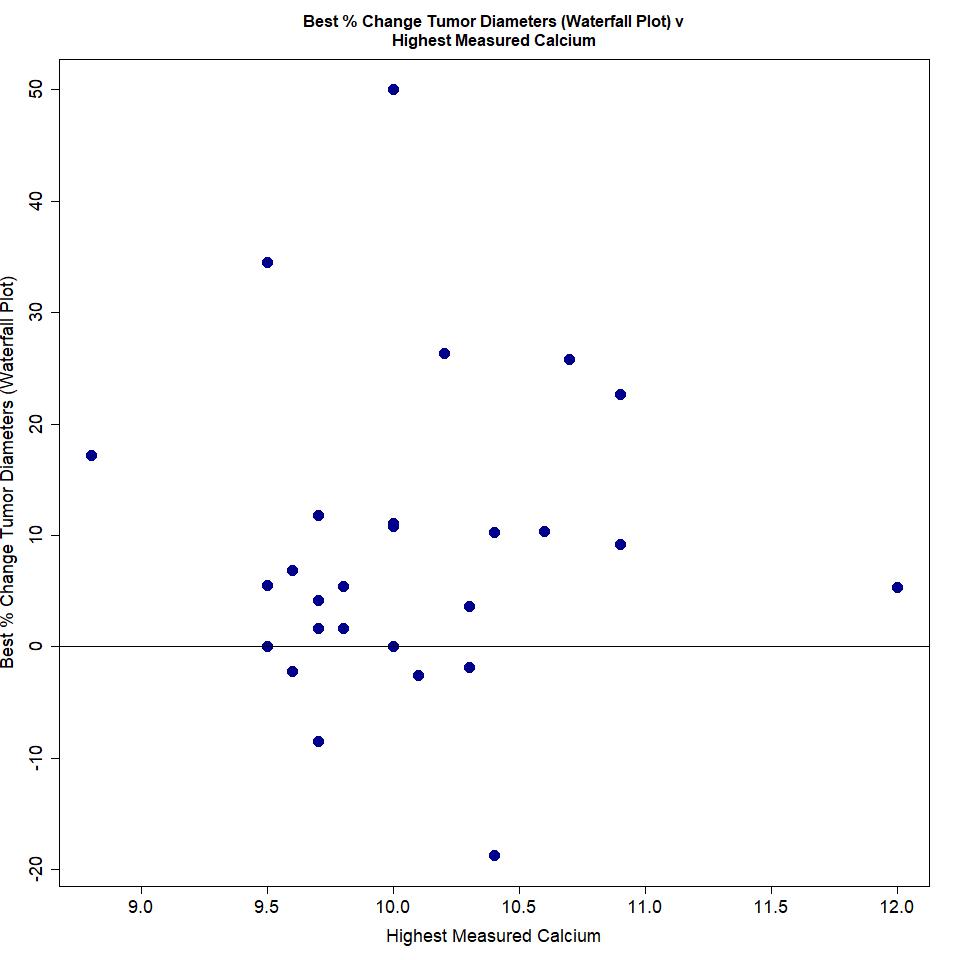 Best % Change Tumor Diameters (Waterfall Plot) v
Highest Measured Calcium
Best % Change Tumor Diameters (Waterfall Plot)
50
40
30
20
10
0
-10
-20
9.0 9.5 10.0 10.5 11.0 11.5 12.0
Highest Measured Calcium